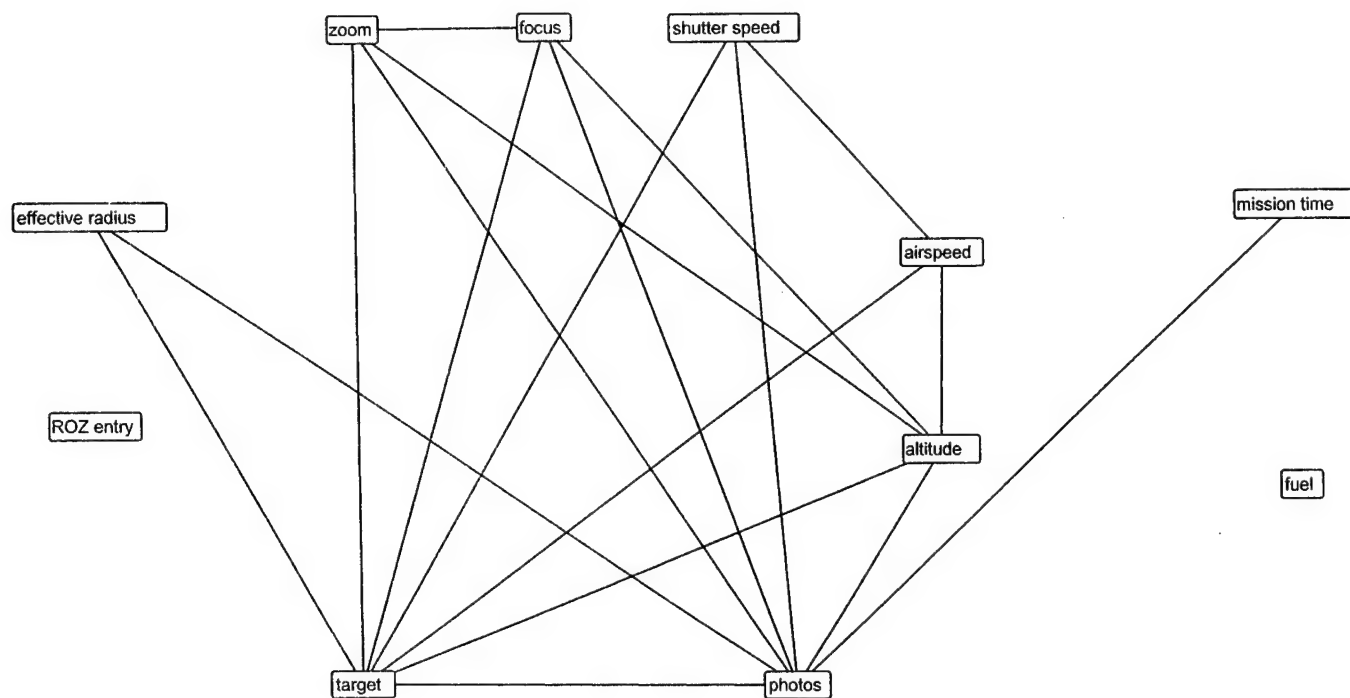 zoom
focus
shutter speed
effective radius
mission time
airspeed
ROZ entry
altitude
fuel
target
photos